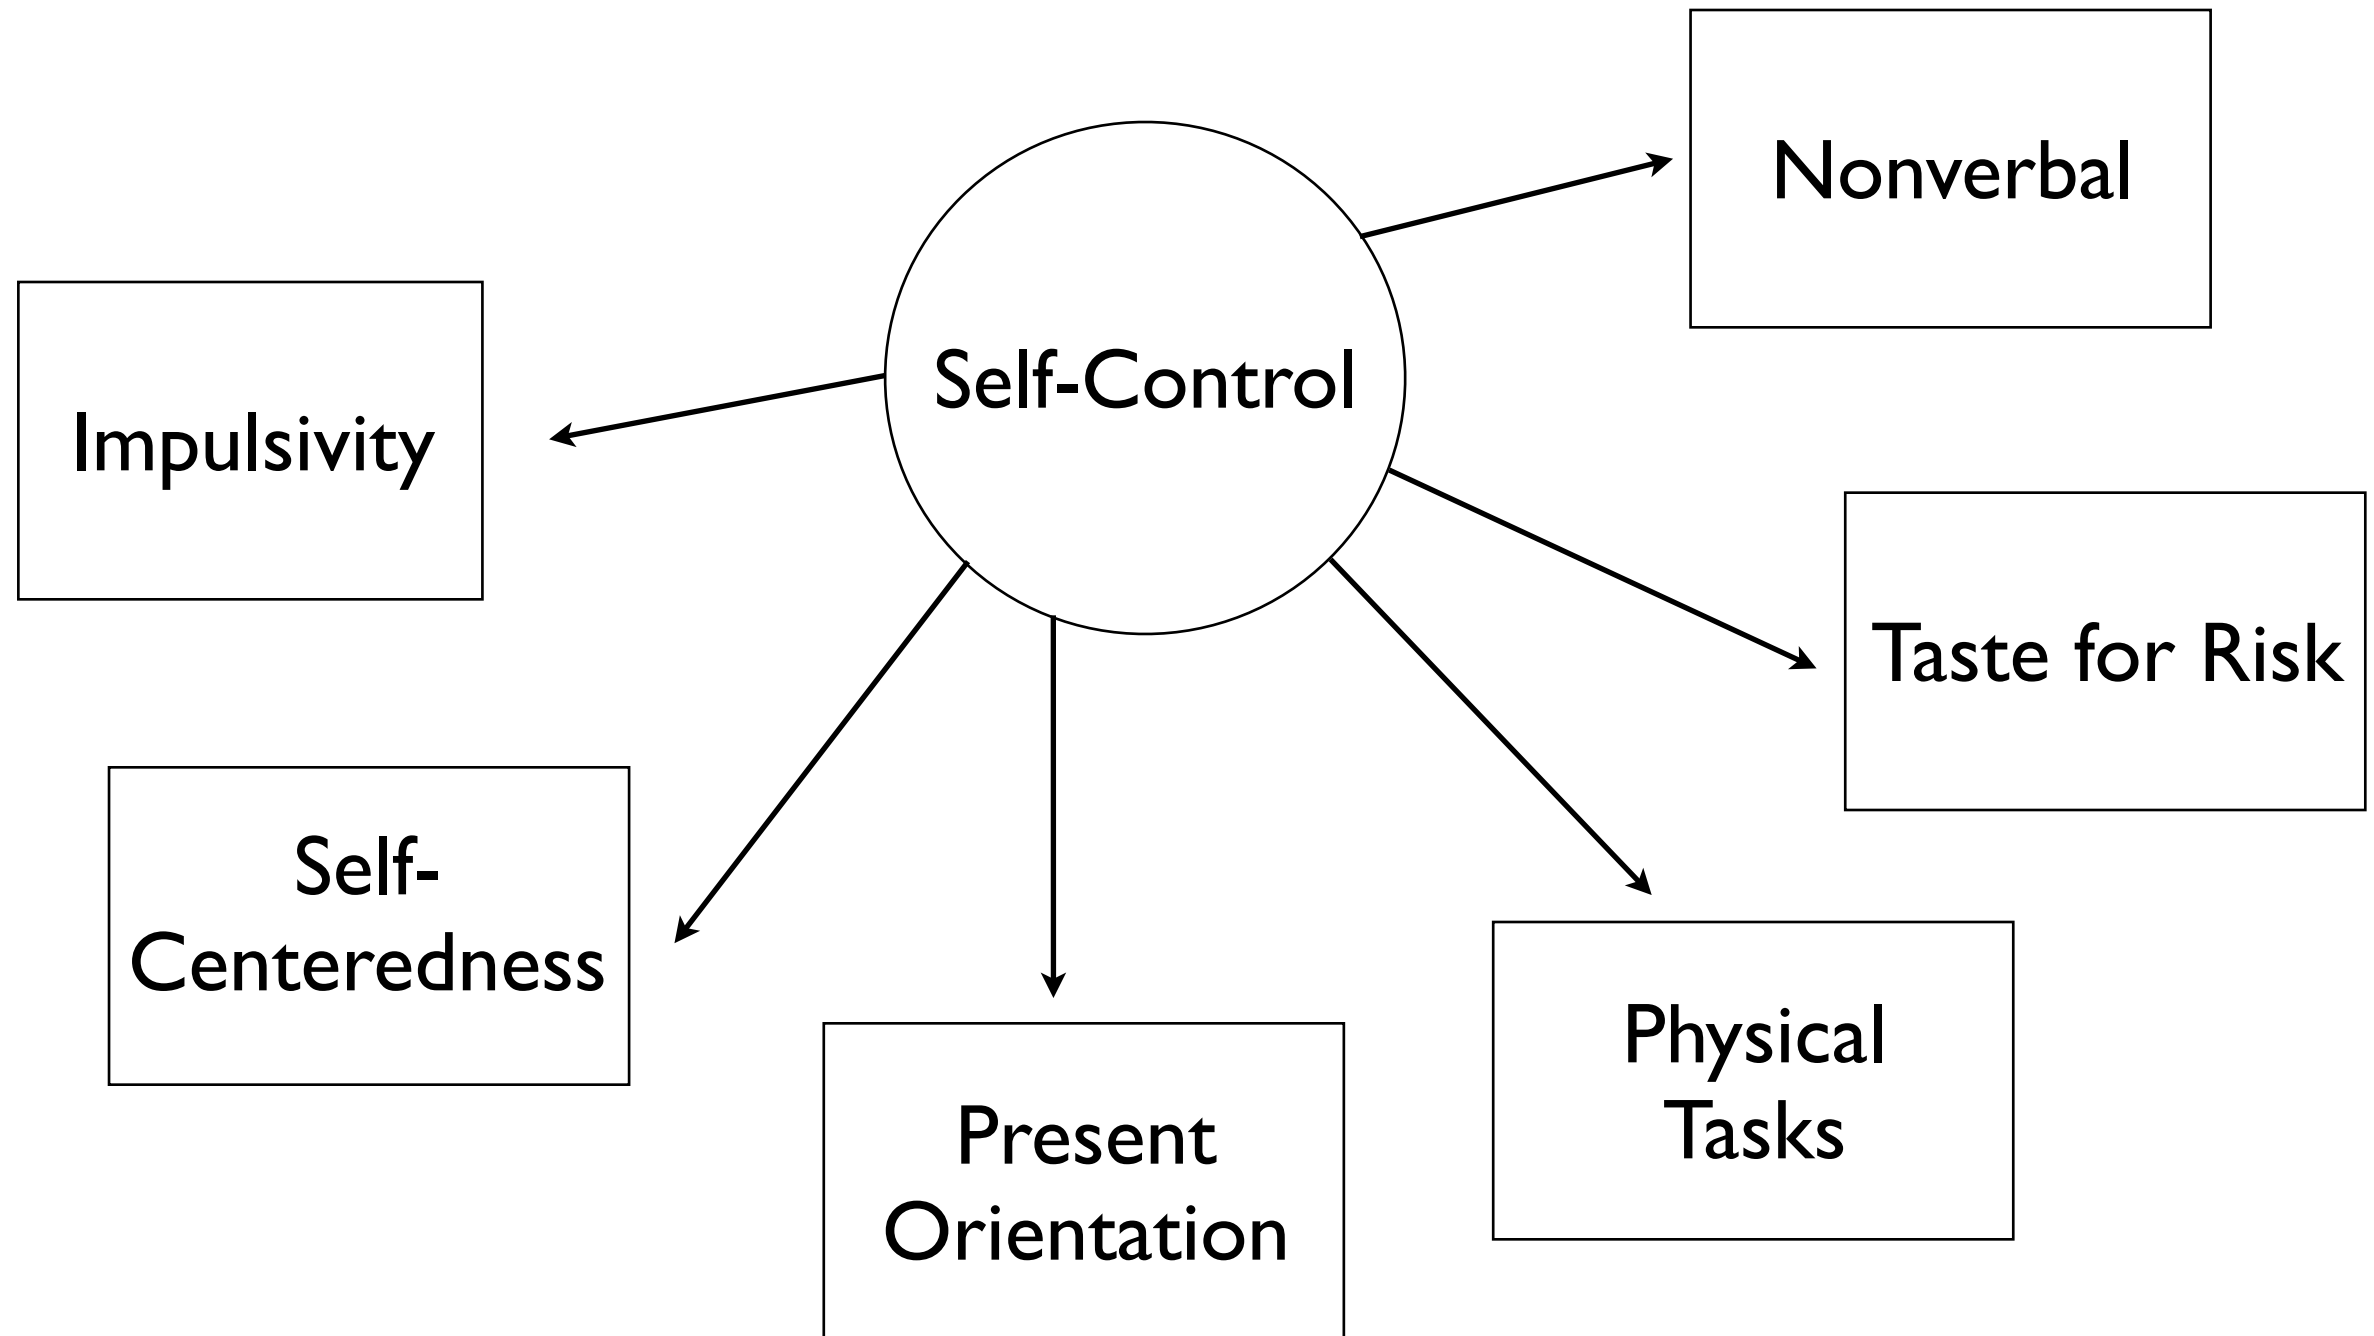 Nonverbal
Self-Control
Impulsivity
Taste for Risk
Self-
Centeredness
Physical
Tasks
Present
Orientation